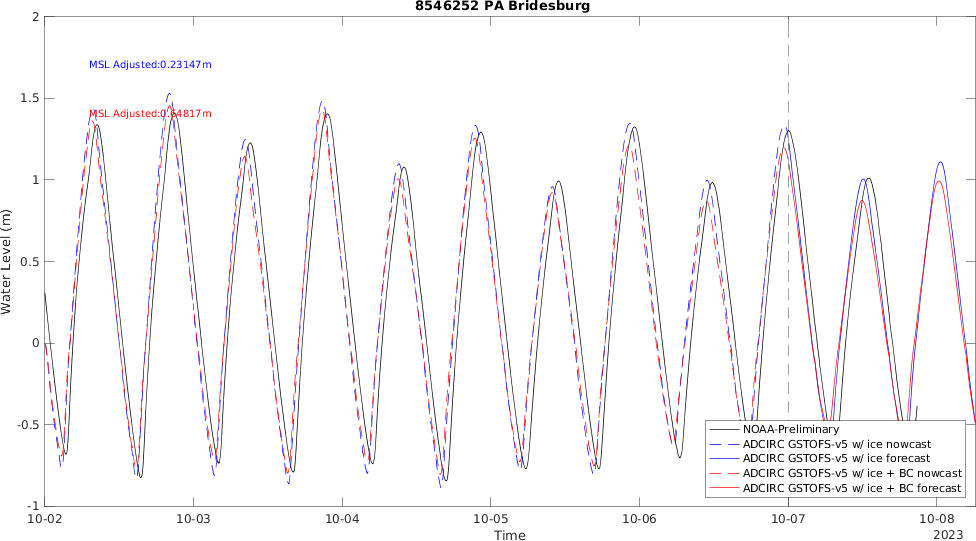 8546252 PA Bridesburg
MSL Adjusted:0.23147m
MSL Adjusted:0.64817m
Water Level (m)
2
1.5
1
0.5
0
-0.5
-1
10-02 10-03 10-04 10-05 10-06 10-07 10-08
Time
2023
NOAA-Preliminary
ADCIRC GSTOFS-v5 w/ ice nowcast
ADCIRC GSTOFS-v5 w/ ice forecast
ADCIRC GSTOFS-v5 w/ ice + BC nowcast
ADCIRC GSTOFS-v5 w/ ice + BC forecast